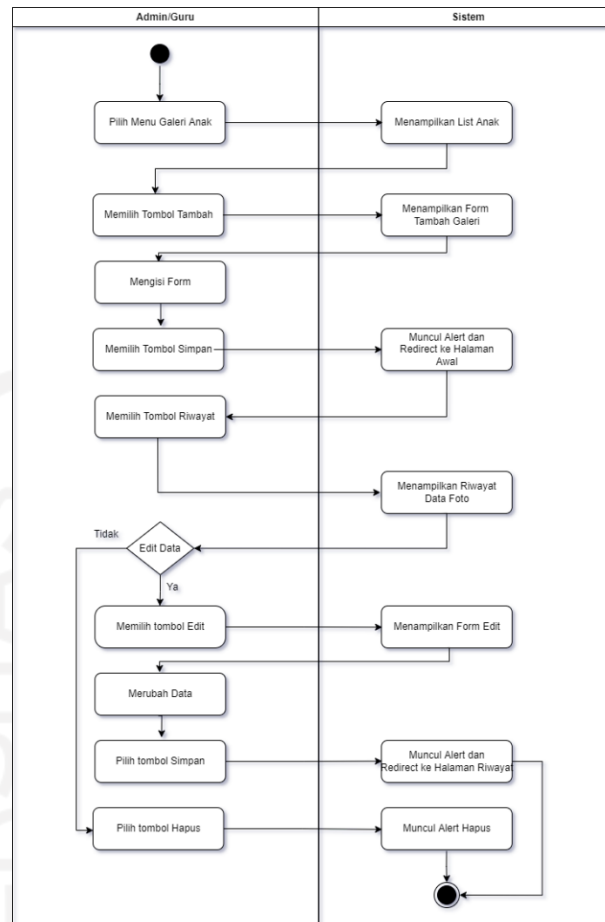 Admin/Guru
Sistem
Pilih Menu Galeri Anak
Menampilkan List Anak
Memilih Tombol Tambah
Menampilkan Form
Tambah Galeri
Mengisi Form
Memilih Tombol Simpan
Muncul Alert dan
Redirect ke Halaman
Awal
Memilih Tombol Riwayat
Menampilkan Riwayat
Data Foto
Tidak
Edit Data
Ya
Memilih tombol Edit
Menampilkan Form Edit
Merubah Data
Pilih tombol Simpan
Muncul Alert dan
Redirect ke Halaman Riwayat
Pilih tombol Hapus
Muncul Alert Hapus